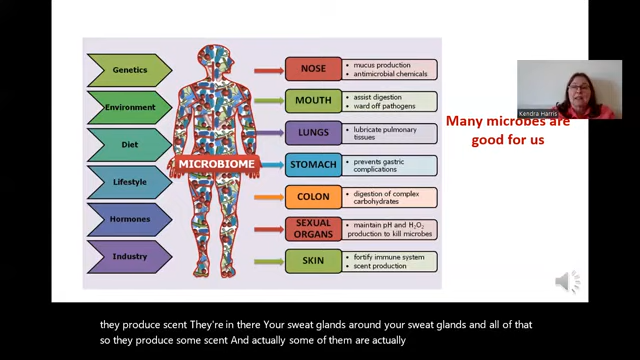 Genetics
Environment
Diet
Lifestyle
Hormones
Industry
MICROBIOME
NOSE
• mucus production
• antimicrobial chemicals
MOUTH
• assist digestion
• ward off pathogens
LUNGS
• lubricate pulmonary
tissues
STOMACH
• prevents gastric
complications
COLON
• digestion of complex
carbohydrates
SEXUAL
ORGANS
• maintain pH and H₂O₂
production to kill microbes
SKIN
• fortify immune system
• scent production
Kendra Harris
Many microbes are
good for us
they produce scent They're in there Your sweat glands around your sweat glands and all of that
so they produce some scent And actually some of them are actually